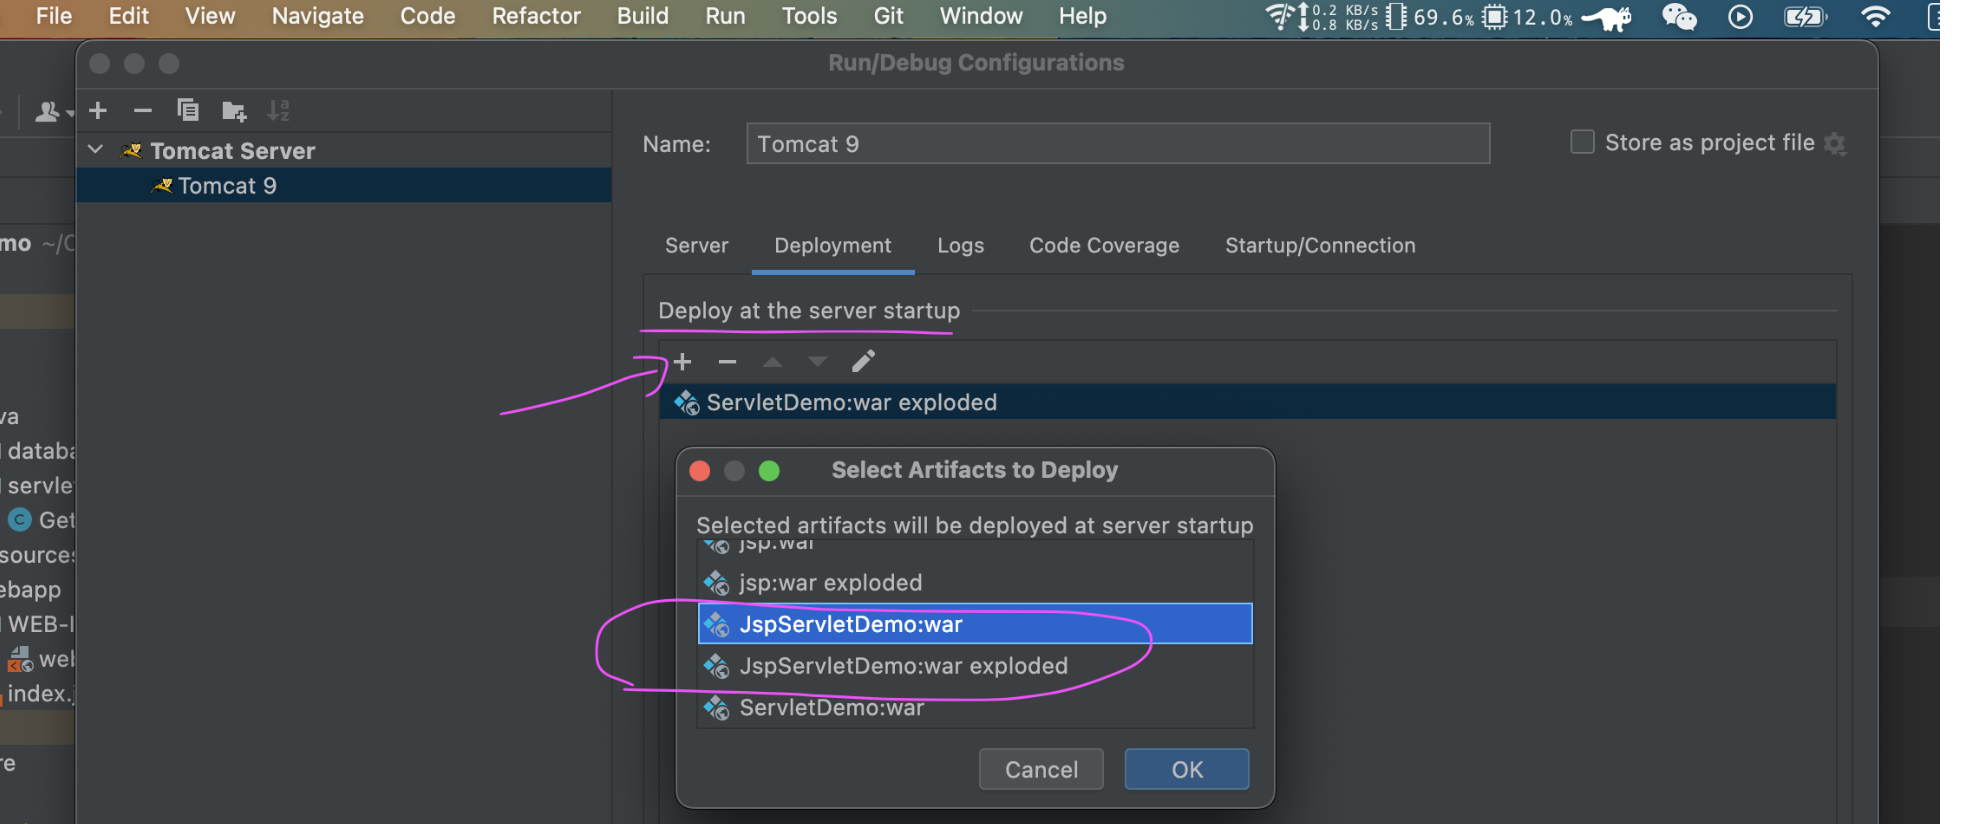 File Edit View Navigate Code Refactor Build Run Tools Git Window Help 0.2 KB/s 0.8 KB/s 69.6% 12.0%
Run/Debug Configurations
Tomcat Server
Name: Tomcat 9 Store as project file
Tomcat 9
mo ~/
Server Deployment Logs Code Coverage Startup/Connection
Deploy at the server startup
ServletDemo:war exploded
va
databa
servle
Select Artifacts to Deploy
Get
Selected artifacts will be deployed at server startup
jsp:war
sources
jsp:war exploded
ebapp
JspServletDemo:war
WEB-I
JspServletDemo:war exploded
web
index.j
ServletDemo:war
re
Cancel OK